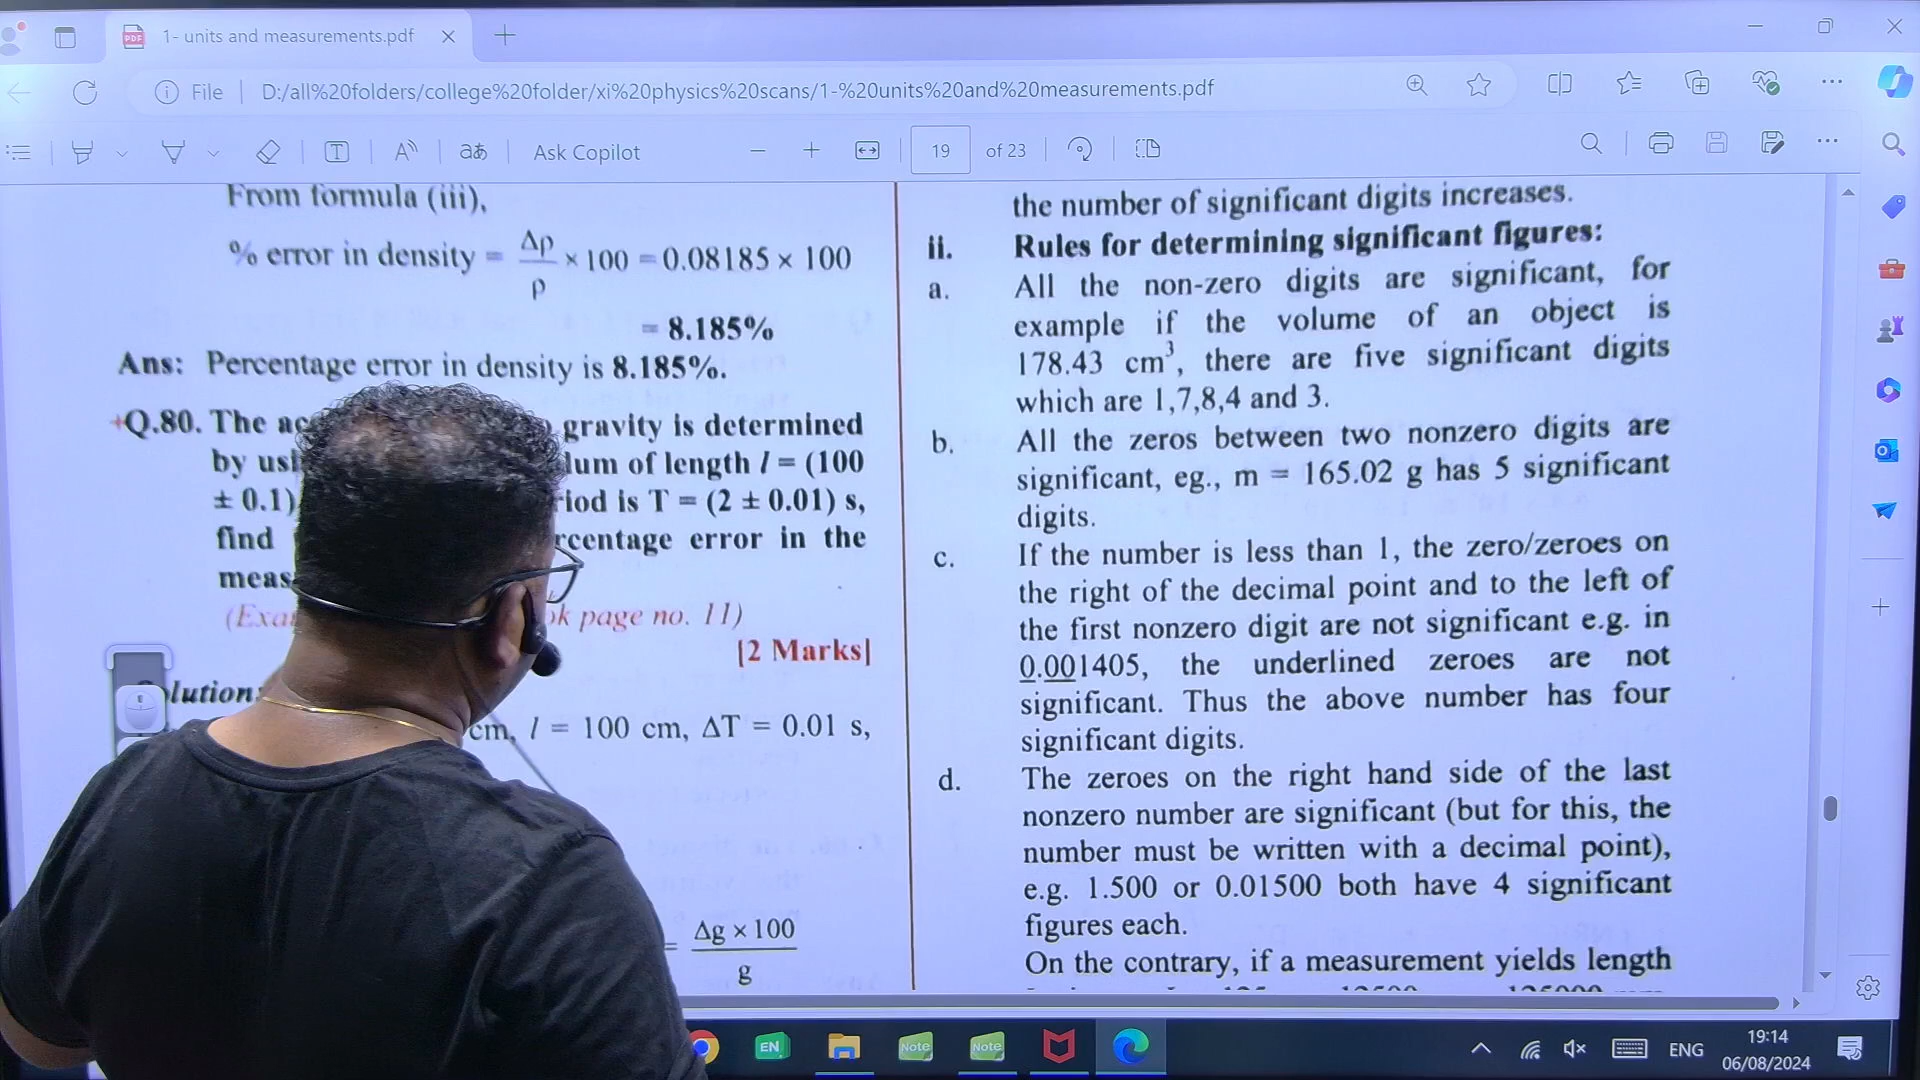 1- units and measurements.pdf
File
D:/all%20folders/college%20folder/xi%20physics%20scans/1-%20units%20and%20measurements.pdf
Ask Copilot
19 of 23
From formula (iii),
% error in density = Δρ/ρ × 100 = 0.08185 × 100
= 8.185%
Ans: Percentage error in density is 8.185%.
+Q.80. The gravity is determined
by of length l = (100
± 0.1) is T = (2 ± 0.01) s,
find error in the
(
page no. 11)
[2 Marks]
cm, l = 100 cm, ΔT = 0.01 s,
= Δg × 100
g
the number of significant digits increases.
ii. Rules for determining significant figures:
a. All the non-zero digits are significant, for
example if the volume of an object is
178.43 cm³, there are five significant digits
which are 1,7,8,4 and 3.
b. All the zeros between two nonzero digits are
significant, eg., m = 165.02 g has 5 significant
digits.
c. If the number is less than 1, the zero/zeroes on
the right of the decimal point and to the left of
the first nonzero digit are not significant e.g. in
0.001405, the underlined zeroes are not
significant. Thus the above number has four
significant digits.
d. The zeroes on the right hand side of the last
nonzero number are significant (but for this, the
number must be written with a decimal point),
e.g. 1.500 or 0.01500 both have 4 significant
figures each.
On the contrary, if a measurement yields length
EN
Note
Note
ENG
19:14
06/08/2024